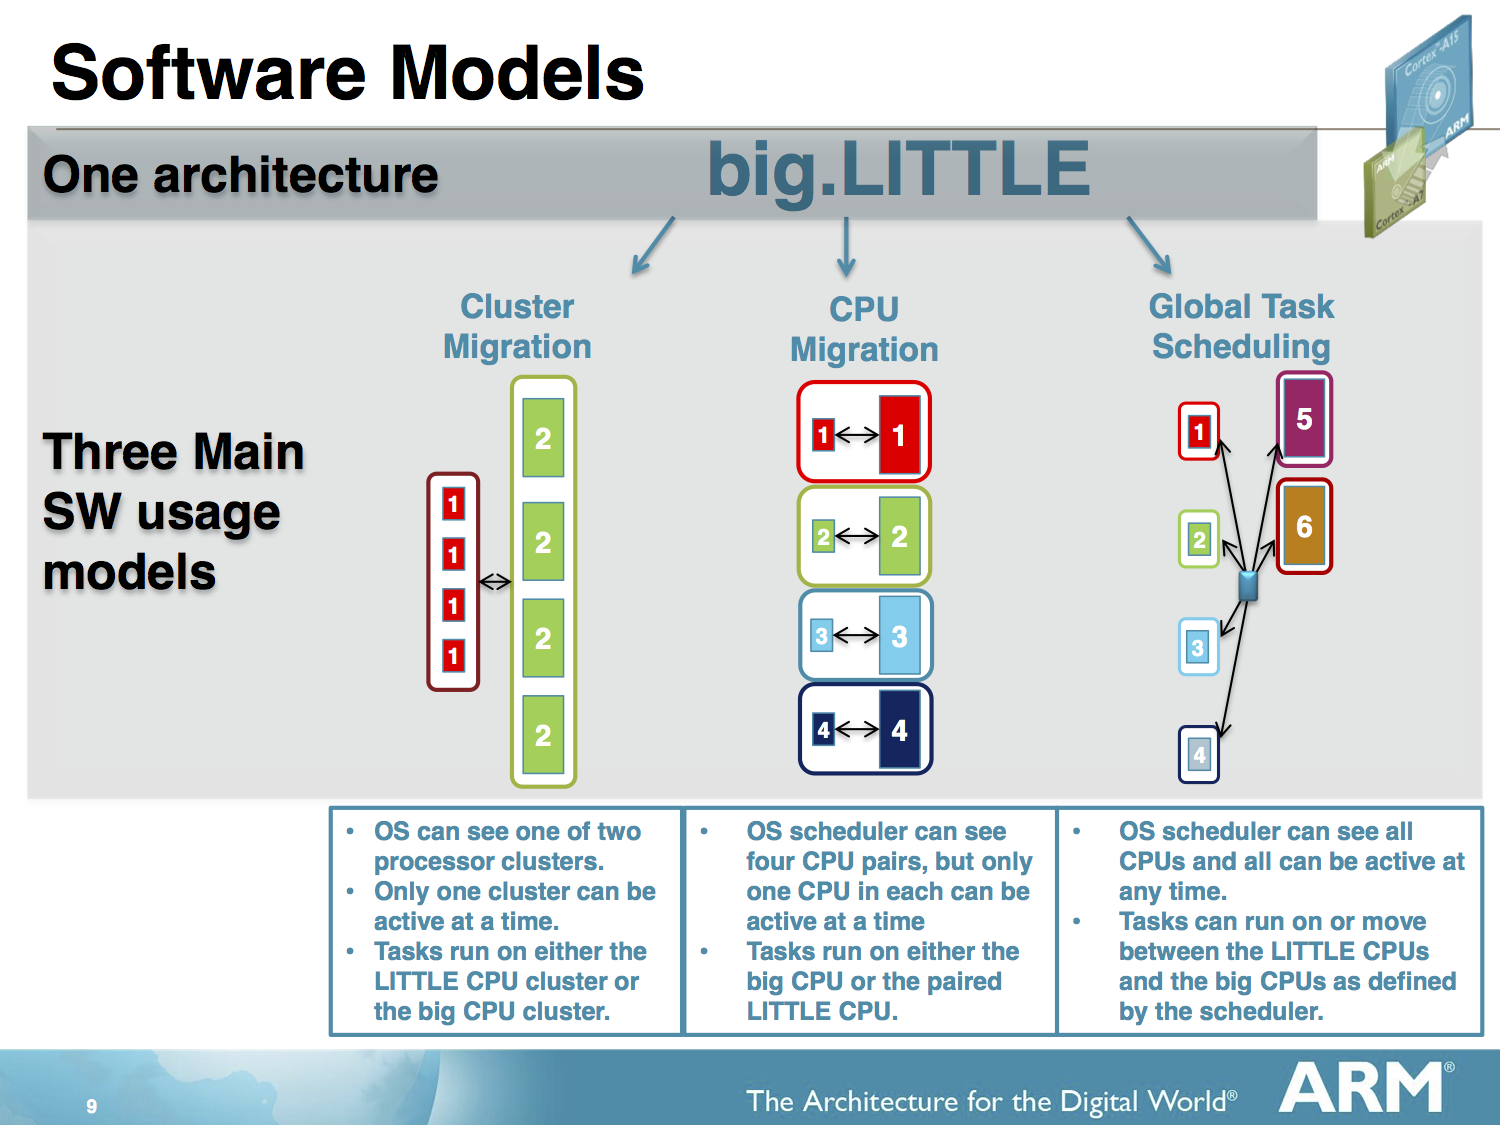 Software Models
Cortex™-A15
ARM
ARM
Cortex™-A7
One architecture
big.LITTLE
Cluster
Migration
CPU
Migration
Global Task
Scheduling
Three Main
SW usage
models
1
1
1
1
2
2
2
2
1 1
2 2
3 3
4 4
1
2
3
4
5
6
• OS can see one of two
processor clusters.
• Only one cluster can be
active at a time.
• Tasks run on either the
LITTLE CPU cluster or
the big CPU cluster.
• OS scheduler can see
four CPU pairs, but only
one CPU in each can be
active at a time
• Tasks run on either the
big CPU or the paired
LITTLE CPU.
• OS scheduler can see all
CPUs and all can be active at
any time.
• Tasks can run on or move
between the LITTLE CPUs
and the big CPUs as defined
by the scheduler.
9
The Architecture for the Digital World®
ARM®